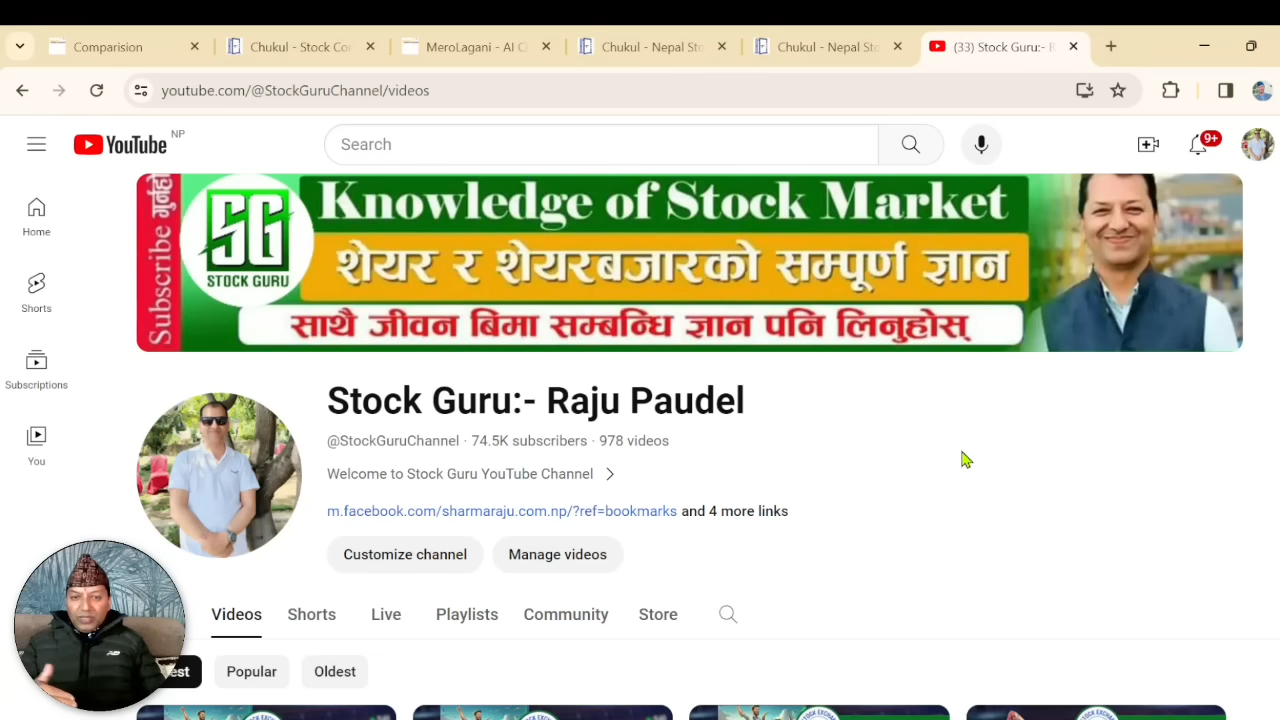 Comparision
Chukul - Stock Co
MeroLagani - AI C
Chukul - Nepal Sto
Chukul - Nepal Sto
(33) Stock Guru:- R
youtube.com/@StockGuruChannel/videos
YouTube NP
Search
9+
Home
Shorts
Subscriptions
You
Subscribe गर्नुहो
SG
STOCK GURU
Knowledge of Stock Market
शेयर र शेयरबजारको सम्पूर्ण ज्ञान
साथै जीवन बिमा सम्बन्धि ज्ञान पनि लिनुहोस्
Stock Guru:- Raju Paudel
@StockGuruChannel · 74.5K subscribers · 978 videos
Welcome to Stock Guru YouTube Channel
m.facebook.com/sharmaraju.com.np/?ref=bookmarks and 4 more links
Customize channel
Manage videos
Videos
Shorts
Live
Playlists
Community
Store
est
Popular
Oldest